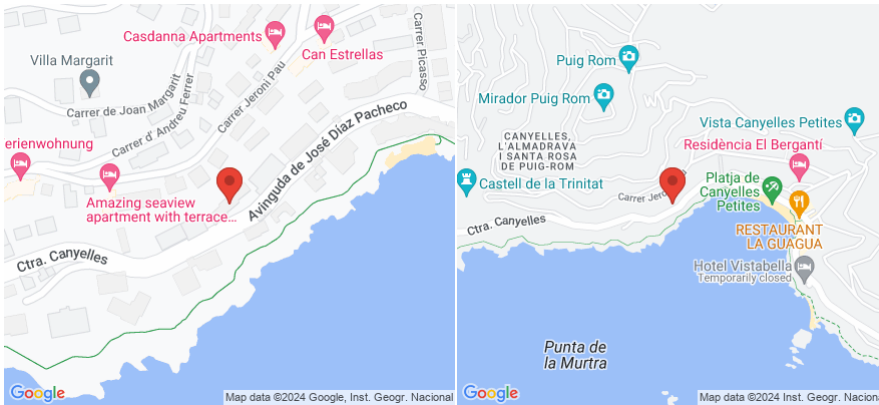 Casdanna Apartments
Can Estrellas
Villa Margarit
Carrer Picasso
Carrer de Joan Margarit
Carrer Jeroni Pau
Carrer d' Andreu Ferrer
erienwohnung
Avinguda de José Díaz Pacheco
Amazing seaview
apartment with terrace...
Ctra. Canyelles
Google
Map data ©2024 Google, Inst. Geogr. Nacional
Puig Rom
Mirador Puig Rom
Vista Canyelles Petites
CANYELLES,
L'ALMADRAVA
I SANTA ROSA
DE PUIG-ROM
Residència El Bergantí
Castell de la Trinitat
Carrer Jer
Platja de
Canyelles
Petites
Ctra. Canyelles
RESTAURANT
LA GUAGUA
Hotel Vistabella
Temporarily closed
Punta de
la Murtra
Google
Map data ©2024 Inst. Geogr. Naciona